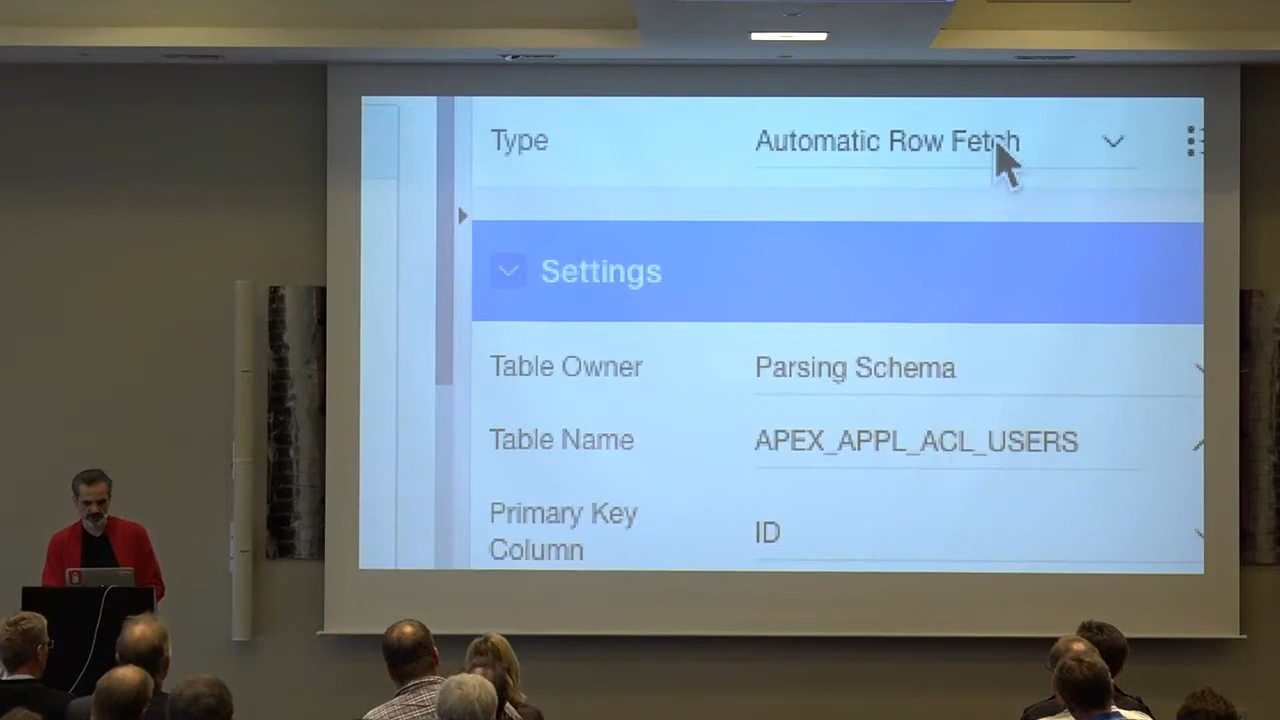 Type Automatic Row Fetch
Settings
Table Owner Parsing Schema
Table Name APEX_APPL_ACL_USERS
Primary Key
Column ID